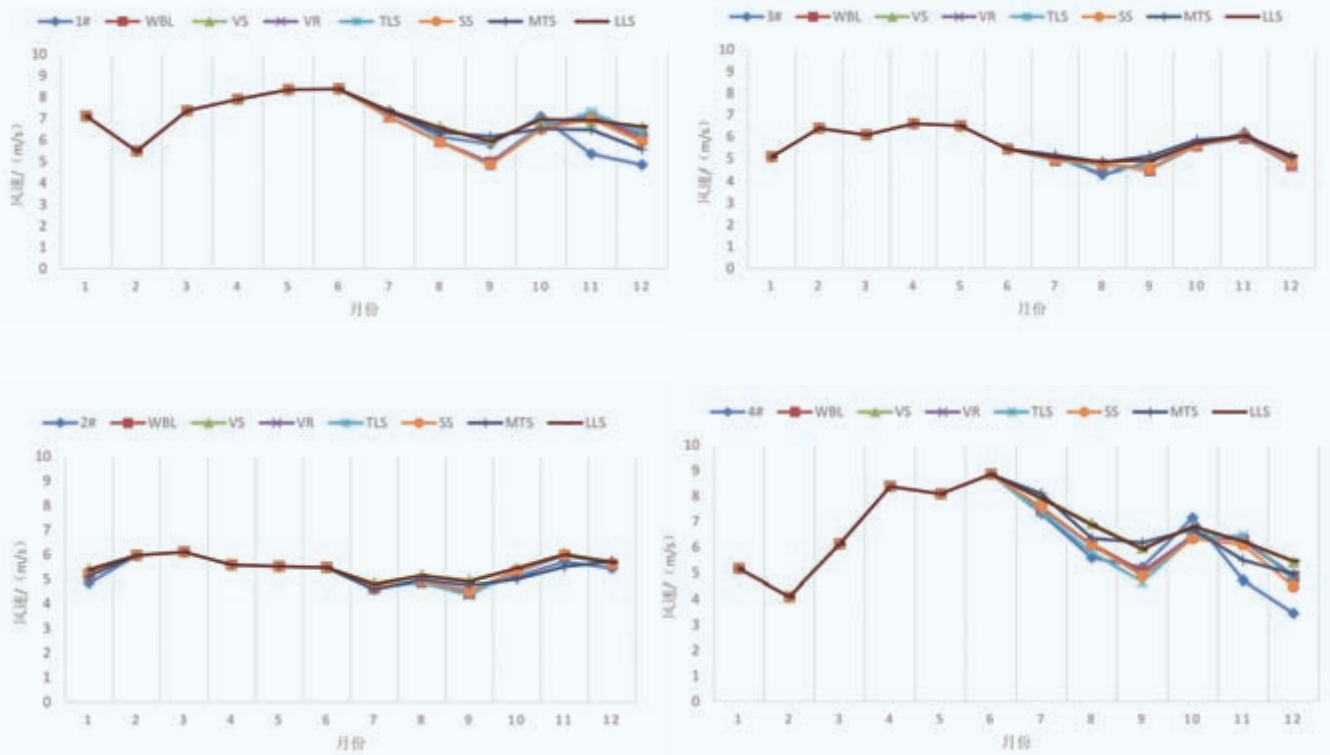 1# WBL VS VR TLS SS MTS LLS
风速/（m/s）
10
9
8
7
6
5
4
3
2
1
0
1 2 3 4 5 6 7 8 9 10 11 12
月份
3# WBL VS VR TLS SS MTS LLS
风速/（m/s）
10
9
8
7
6
5
4
3
2
1
0
1 2 3 4 5 6 7 8 9 10 11 12
月份
2# WBL VS VR TLS SS MTS LLS
风速/（m/s）
10
9
8
7
6
5
4
3
2
1
0
1 2 3 4 5 6 7 8 9 10 11 12
月份
4# WBL VS VR TLS SS MTS LLS
风速/（m/s）
10
9
8
7
6
5
4
3
2
1
0
1 2 3 4 5 6 7 8 9 10 11 12
月份